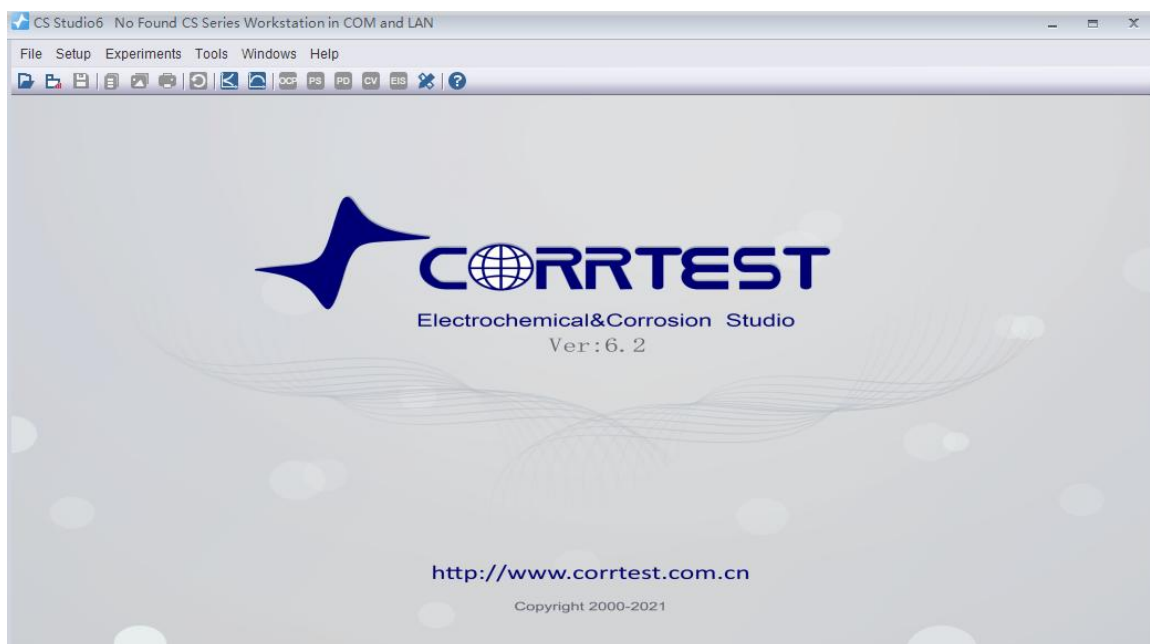 CS Studio6 No Found CS Series Workstation in COM and LAN
File Setup Experiments Tools Windows Help
OCP PS PD CV EIS
CORRTEST
Electrochemical&Corrosion Studio
Ver:6.2
http://www.corrtest.com.cn
Copyright 2000-2021